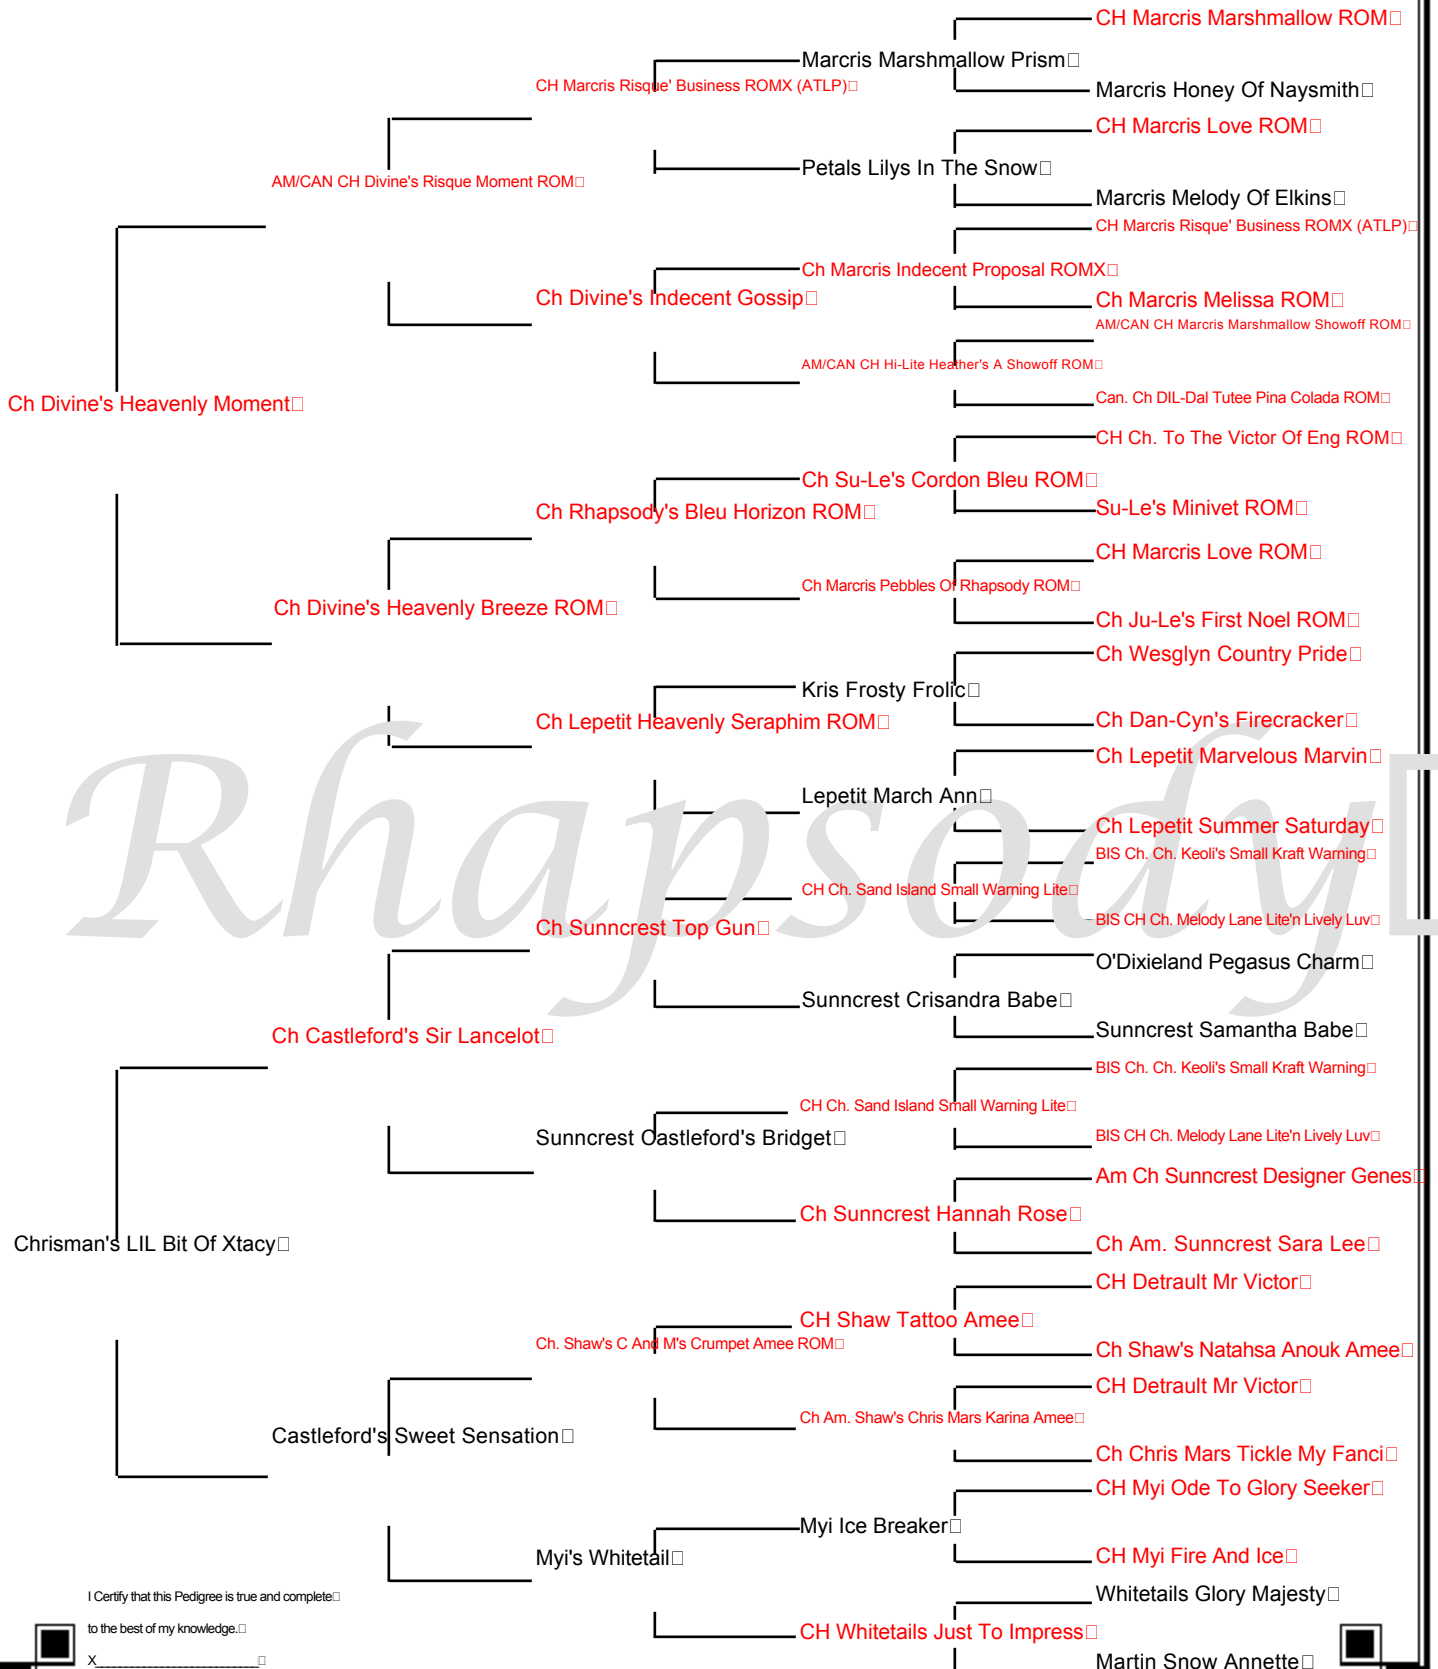 CH Marcris Marshmallow ROM
Marcris Marshmallow Prism
CH Marcris Risque' Business ROMX (ATLP)
Marcris Honey Of Naysmith
CH Marcris Love ROM
Petals Lilys In The Snow
AM/CAN CH Divine's Risque Moment ROM
Marcris Melody Of Elkins
CH Marcris Risque' Business ROMX (ATLP)
Ch Marcris Indecent Proposal ROMX
Ch Divine's Indecent Gossip
Ch Marcris Melissa ROM
AM/CAN CH Marcris Marshmallow Showoff ROM
AM/CAN CH Hi-Lite Heather's A Showoff ROM
Can. Ch DIL-Dal Tutee Pina Colada ROM
Ch Divine's Heavenly Moment
CH Ch. To The Victor Of Eng ROM
Ch Su-Le's Cordon Bleu ROM
Ch Rhapsody's Bleu Horizon ROM
Su-Le's Minivet ROM
CH Marcris Love ROM
Ch Marcris Pebbles Of Rhapsody ROM
Ch Divine's Heavenly Breeze ROM
Ch Ju-Le's First Noel ROM
Ch Wesglyn Country Pride
Kris Frosty Frolic
Ch Lepetit Heavenly Seraphim ROM
Ch Dan-Cyn's Firecracker
Ch Lepetit Marvelous Marvin
Lepetit March Ann
Ch Lepetit Summer Saturday
Rhapsody
BIS Ch. Ch. Keoli's Small Kraft Warning
CH Ch. Sand Island Small Warning Lite
Ch Sunncrest Top Gun
BIS CH Ch. Melody Lane Lite'n Lively Luv
O'Dixieland Pegasus Charm
Sunncrest Crisandra Babe
Ch Castleford's Sir Lancelot
Sunncrest Samantha Babe
BIS Ch. Ch. Keoli's Small Kraft Warning
CH Ch. Sand Island Small Warning Lite
Sunncrest Castleford's Bridget
BIS CH Ch. Melody Lane Lite'n Lively Luv
Am Ch Sunncrest Designer Genes
Ch Sunncrest Hannah Rose
Chrisman's LIL Bit Of Xtacy
Ch Am. Sunncrest Sara Lee
CH Detrault Mr Victor
CH Shaw Tattoo Amee
Ch. Shaw's C And M's Crumpet Amee ROM
Ch Shaw's Natahsa Anouk Amee
CH Detrault Mr Victor
Ch Am. Shaw's Chris Mars Karina Amee
Castleford's Sweet Sensation
Ch Chris Mars Tickle My Fanci
CH Myi Ode To Glory Seeker
Myi Ice Breaker
Myi's Whitetail
CH Myi Fire And Ice
Whitetails Glory Majesty
CH Whitetails Just To Impress
Martin Snow Annette
I Certify that this Pedigree is true and complete
to the best of my knowledge.
X___________________________